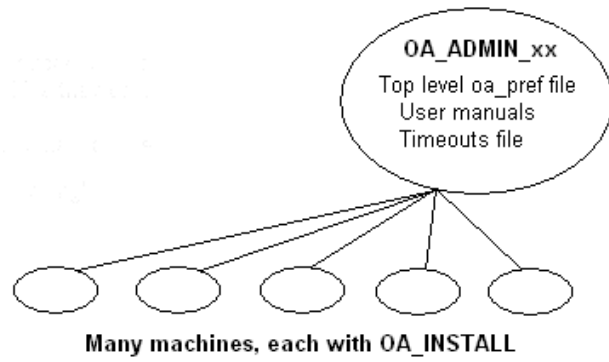 OA_ADMIN_xx
Top level oa_pref file
User manuals
Timeouts file
Many machines, each with OA_INSTALL